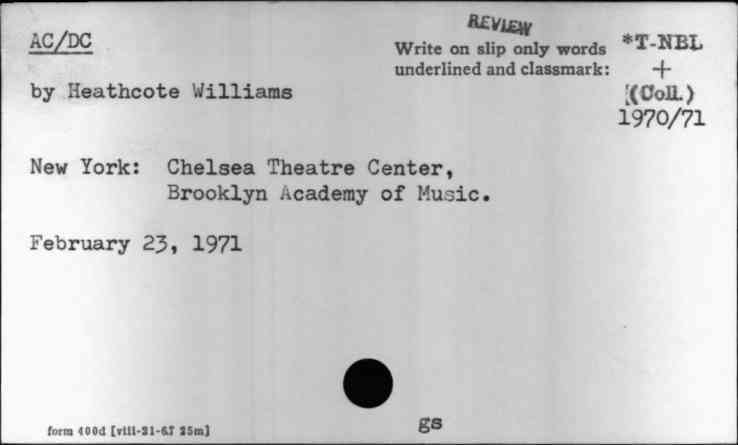 REVIEW
AC/DC
Write on slip only words
underlined and classmark:
*T-NBL
+
(Coll.)
1970/71
by Heathcote Williams
New York: Chelsea Theatre Center,
Brooklyn Academy of Music.
February 23, 1971
form 400d [viii-31-67 25m]
gs